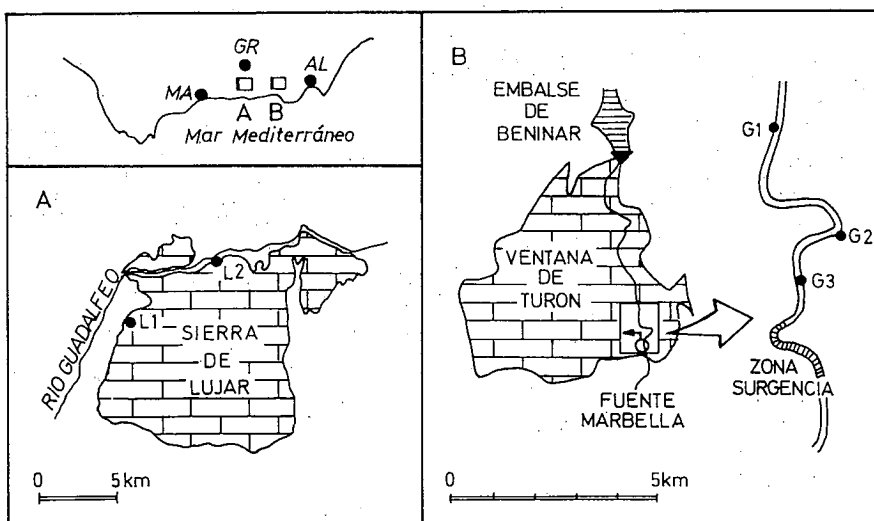 GR
MA
AL
A
B
Mar Mediterráneo
A
L2
L1
RIO GUADALFEO
SIERRA
DE
LUJAR
0
5km
B
EMBALSE
DE
BENINAR
VENTANA
DE
TURON
FUENTE
MARBELLA
0
5km
G1
G2
G3
ZONA
SURGENCIA